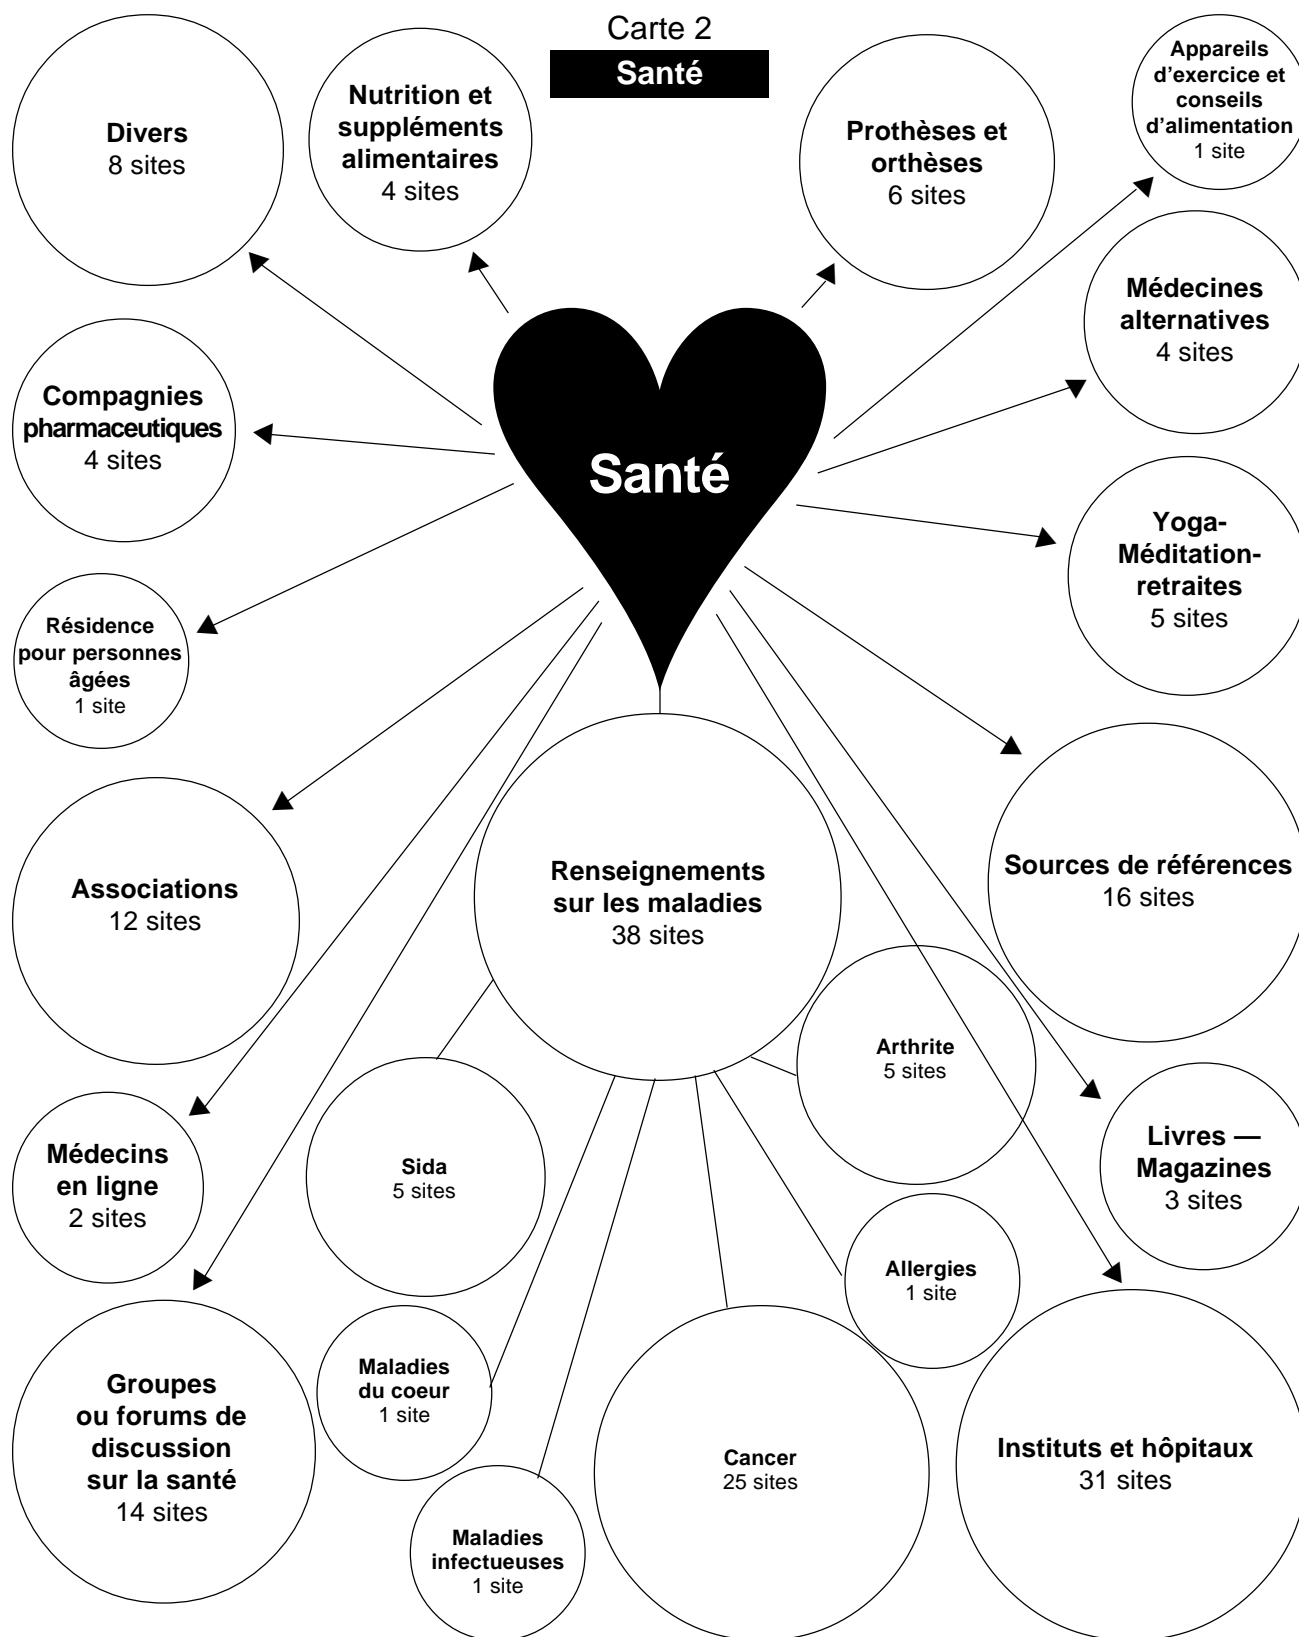 Carte 2
Santé
Divers
8 sites
Nutrition et
suppléments
alimentaires
4 sites
Prothèses et
orthèses
6 sites
Appareils
d’exercice et
conseils
d’alimentation
1 site
Médecines
alternatives
4 sites
Compagnies
pharmaceutiques
4 sites
Santé
Yoga-
Méditation-
retraites
5 sites
Résidence
pour personnes
âgées
1 site
Associations
12 sites
Renseignements
sur les maladies
38 sites
Sources de références
16 sites
Arthrite
5 sites
Médecins
en ligne
2 sites
Sida
5 sites
Livres —
Magazines
3 sites
Allergies
1 site
Groupes
ou forums de
discussion
sur la santé
14 sites
Maladies
du coeur
1 site
Cancer
25 sites
Instituts et hôpitaux
31 sites
Maladies
infectueuses
1 site